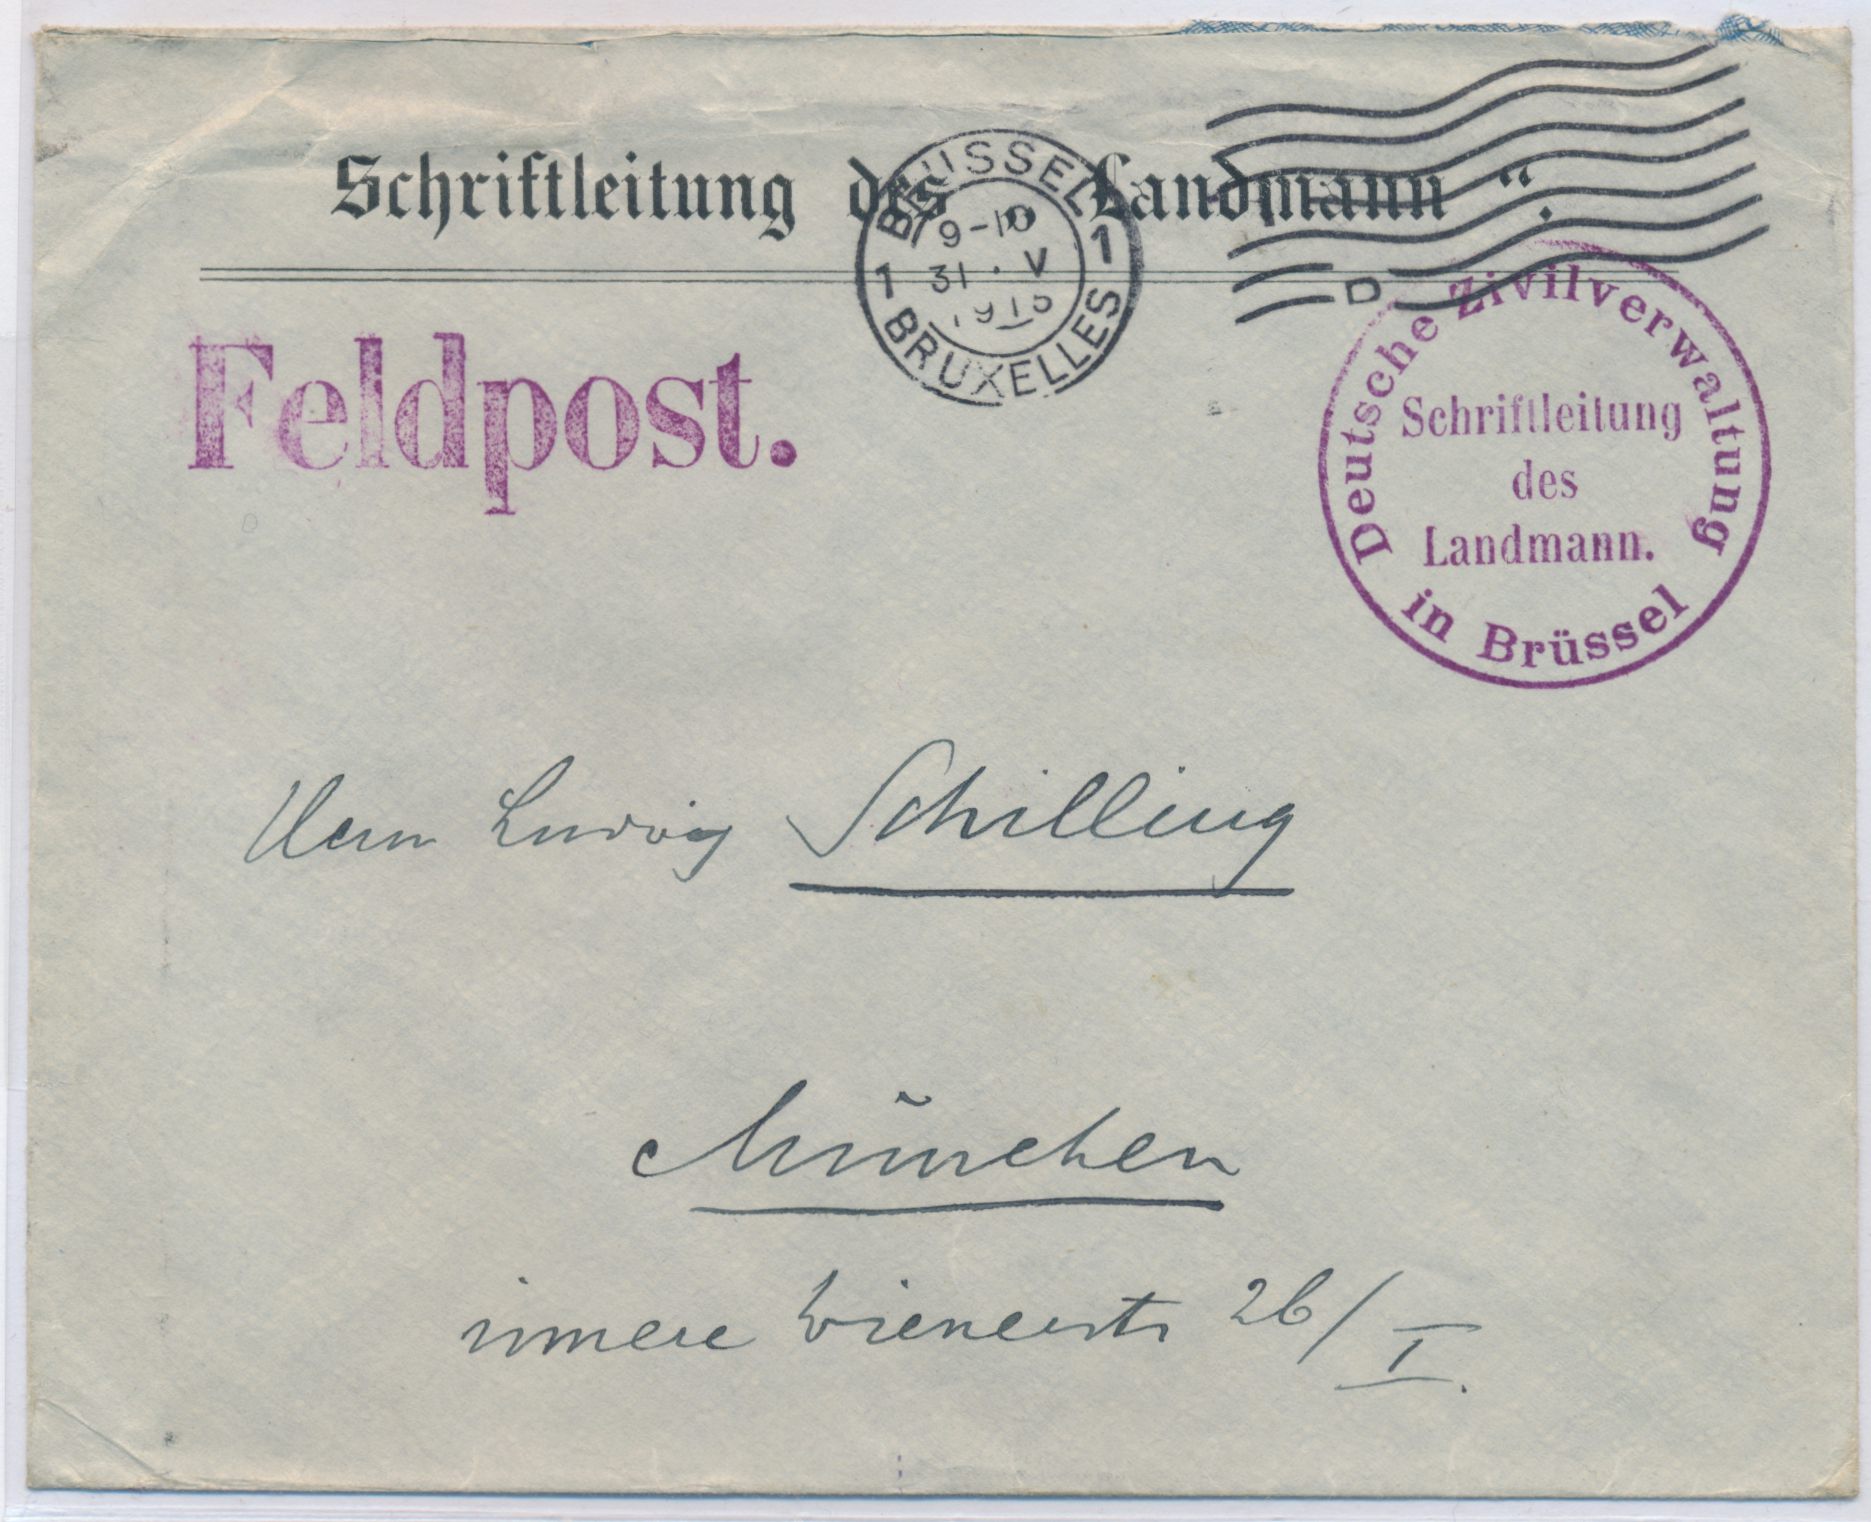 Schriftleitung des „Landmann“.
BRÜSSEL
9-10
31.V
1915
1 1
BRUXELLES
D
Feldpost.
Deutsche Zivilverwaltung
Schriftleitung
des
Landmann.
in Brüssel
Herrn Ludwig Schilling
München
innere Wienerstr 26/I.